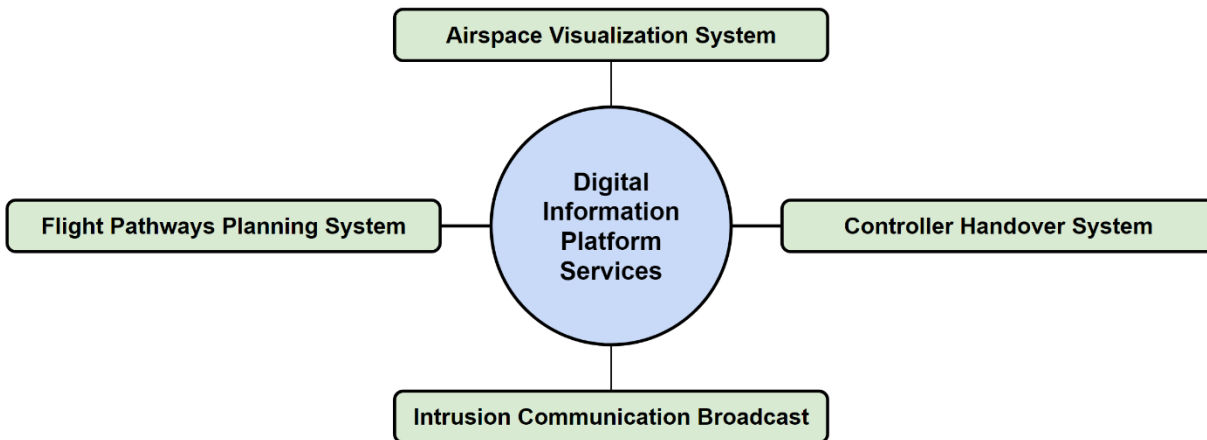 Airspace Visualization System
Digital
Information
Platform
Services
Flight Pathways Planning System
Controller Handover System
Intrusion Communication Broadcast